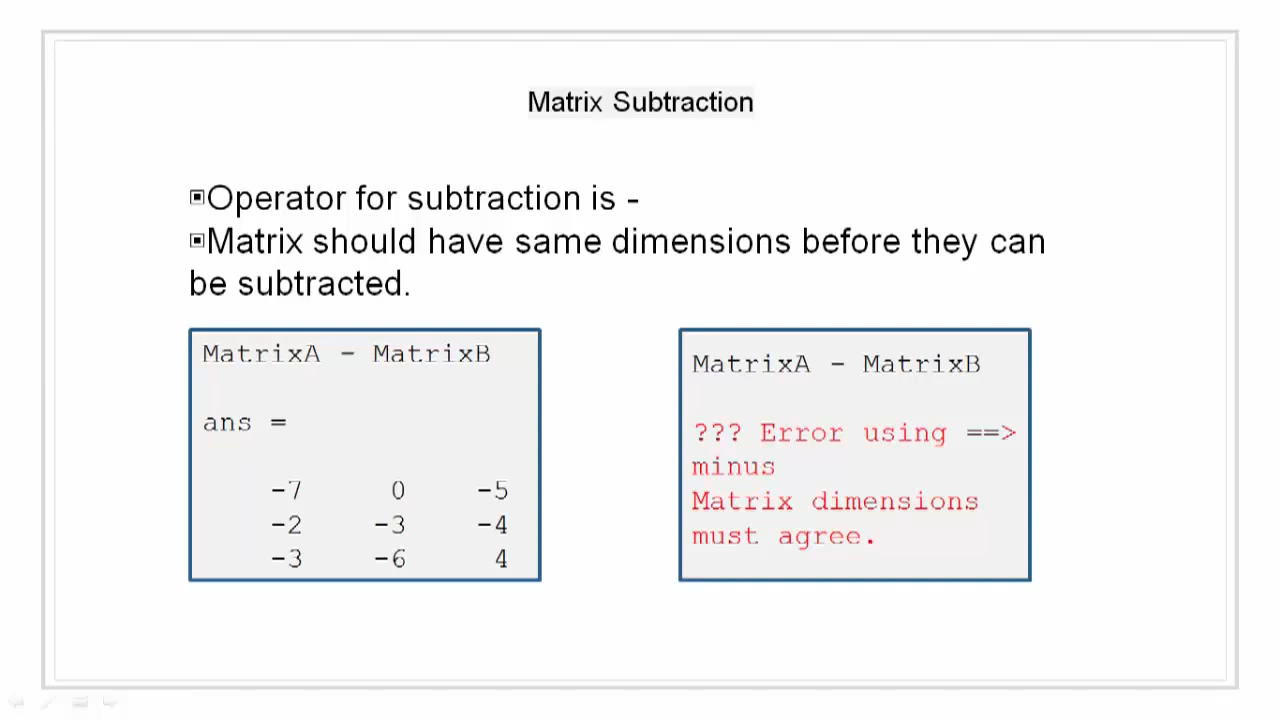 Matrix Subtraction
▣Operator for subtraction is -
▣Matrix should have same dimensions before they can
be subtracted.
MatrixA - MatrixB
ans =
-7 0 -5
-2 -3 -4
-3 -6 4
MatrixA - MatrixB
??? Error using ==>
minus
Matrix dimensions
must agree.